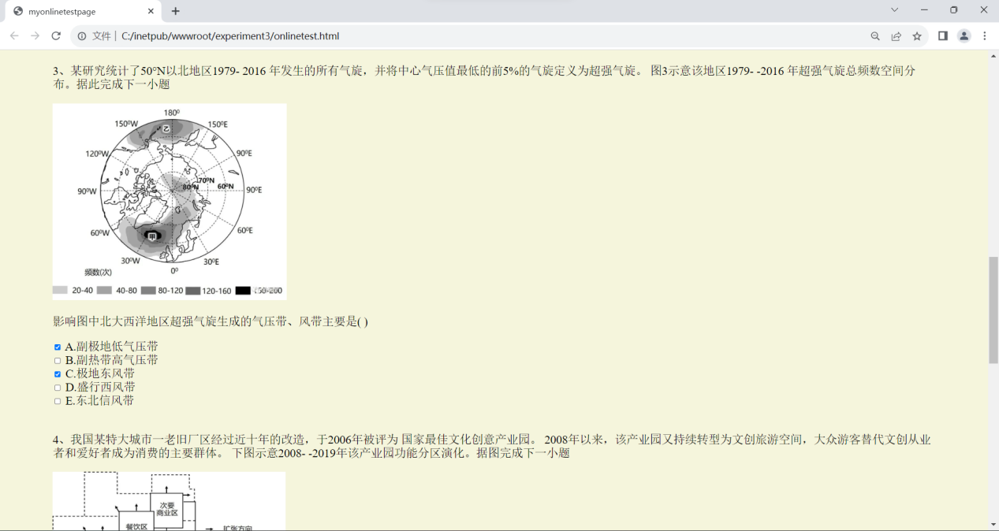 myonlinetestpage
文件 | C:/inetpub/wwwroot/experiment3/onlinetest.html
3、某研究统计了50°N以北地区1979- 2016 年发生的所有气旋，并将中心气压值最低的前5%的气旋定义为超强气旋。 图3示意该地区1979- -2016 年超强气旋总频数空间分
布。据此完成下一小题
180°
150°W 乙 150°E
120°W 90°E
70°N
90°W 80°N 60°N 90°E
60°W 甲 60°E
30°W 30°E
频数(次) 0°
20-40 40-80 80-120 120-160
影响图中北大西洋地区超强气旋生成的气压带、风带主要是( )
A.副极地低气压带
B.副热带高气压带
C.极地东风带
D.盛行西风带
E.东北信风带
4、我国某特大城市一老旧厂区经过近十年的改造，于2006年被评为 国家最佳文化创意产业园。 2008年以来，该产业园又持续转型为文创旅游空间，大众游客替代文创从业
者和爱好者成为消费的主要群体。 下图示意2008- -2019年该产业园功能分区演化。据图完成下一小题
次要
商业区
餐饮区 扩张方向